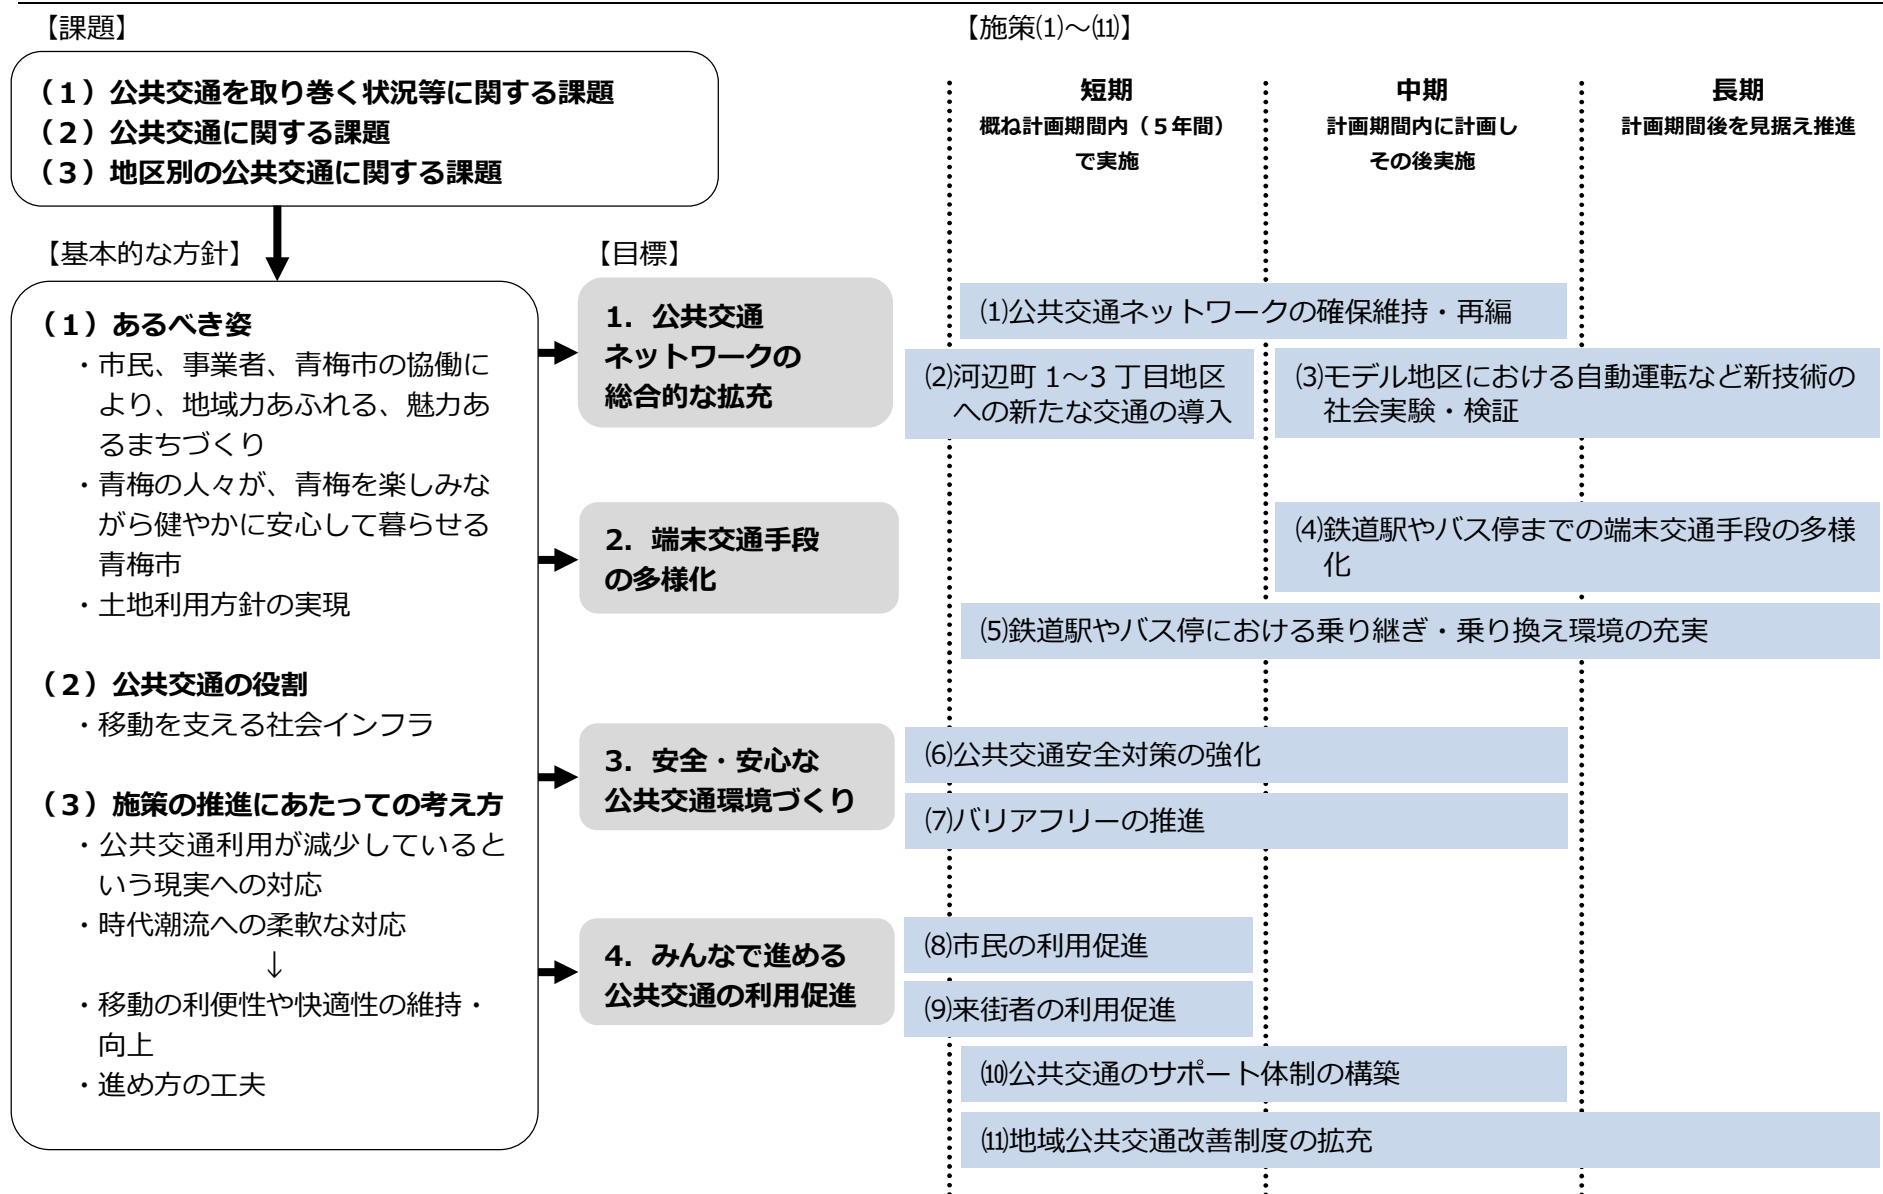 【課題】
（1）公共交通を取り巻く状況等に関する課題
（2）公共交通に関する課題
（3）地区別の公共交通に関する課題
【基本的な方針】
（1）あるべき姿
・市民、事業者、青梅市の協働に
より、地域力あふれる、魅力あ
るまちづくり
・青梅の人々が、青梅を楽しみな
がら健やかに安心して暮らせる
青梅市
・土地利用方針の実現
（2）公共交通の役割
・移動を支える社会インフラ
（3）施策の推進にあたっての考え方
・公共交通利用が減少していると
いう現実への対応
・時代潮流への柔軟な対応
↓
・移動の利便性や快適性の維持・
向上
・進め方の工夫
【目標】
1．公共交通
ネットワークの
総合的な拡充
2．端末交通手段
の多様化
3．安全・安心な
公共交通環境づくり
4．みんなで進める
公共交通の利用促進
【施策⑴～⑾】
短期
概ね計画期間内（５年間）
で実施
中期
計画期間内に計画し
その後実施
長期
計画期間後を見据え推進
⑴公共交通ネットワークの確保維持・再編
⑵河辺町 1～3 丁目地区
への新たな交通の導入
⑶モデル地区における自動運転など新技術の
社会実験・検証
⑷鉄道駅やバス停までの端末交通手段の多様
化
⑸鉄道駅やバス停における乗り継ぎ・乗り換え環境の充実
⑹公共交通安全対策の強化
⑺バリアフリーの推進
⑻市民の利用促進
⑼来街者の利用促進
⑽公共交通のサポート体制の構築
⑾地域公共交通改善制度の拡充